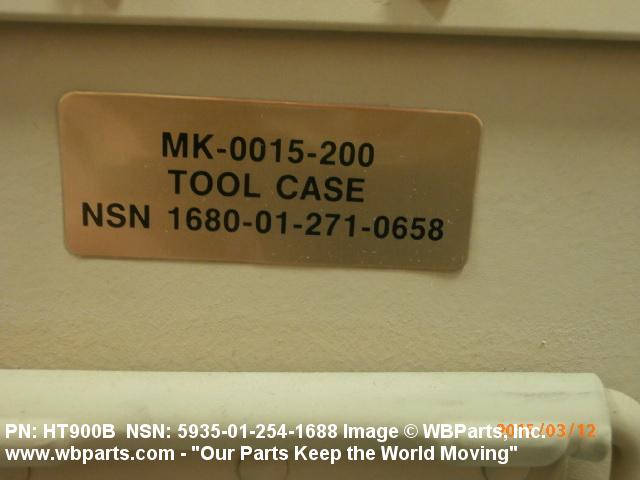 MK-0015-200
TOOL CASE
NSN 1680-01-271-0658
PN: HT900B NSN: 5935-01-254-1688 Image © WBParts, Inc.
www.wbparts.com - "Our Parts Keep the World Moving"